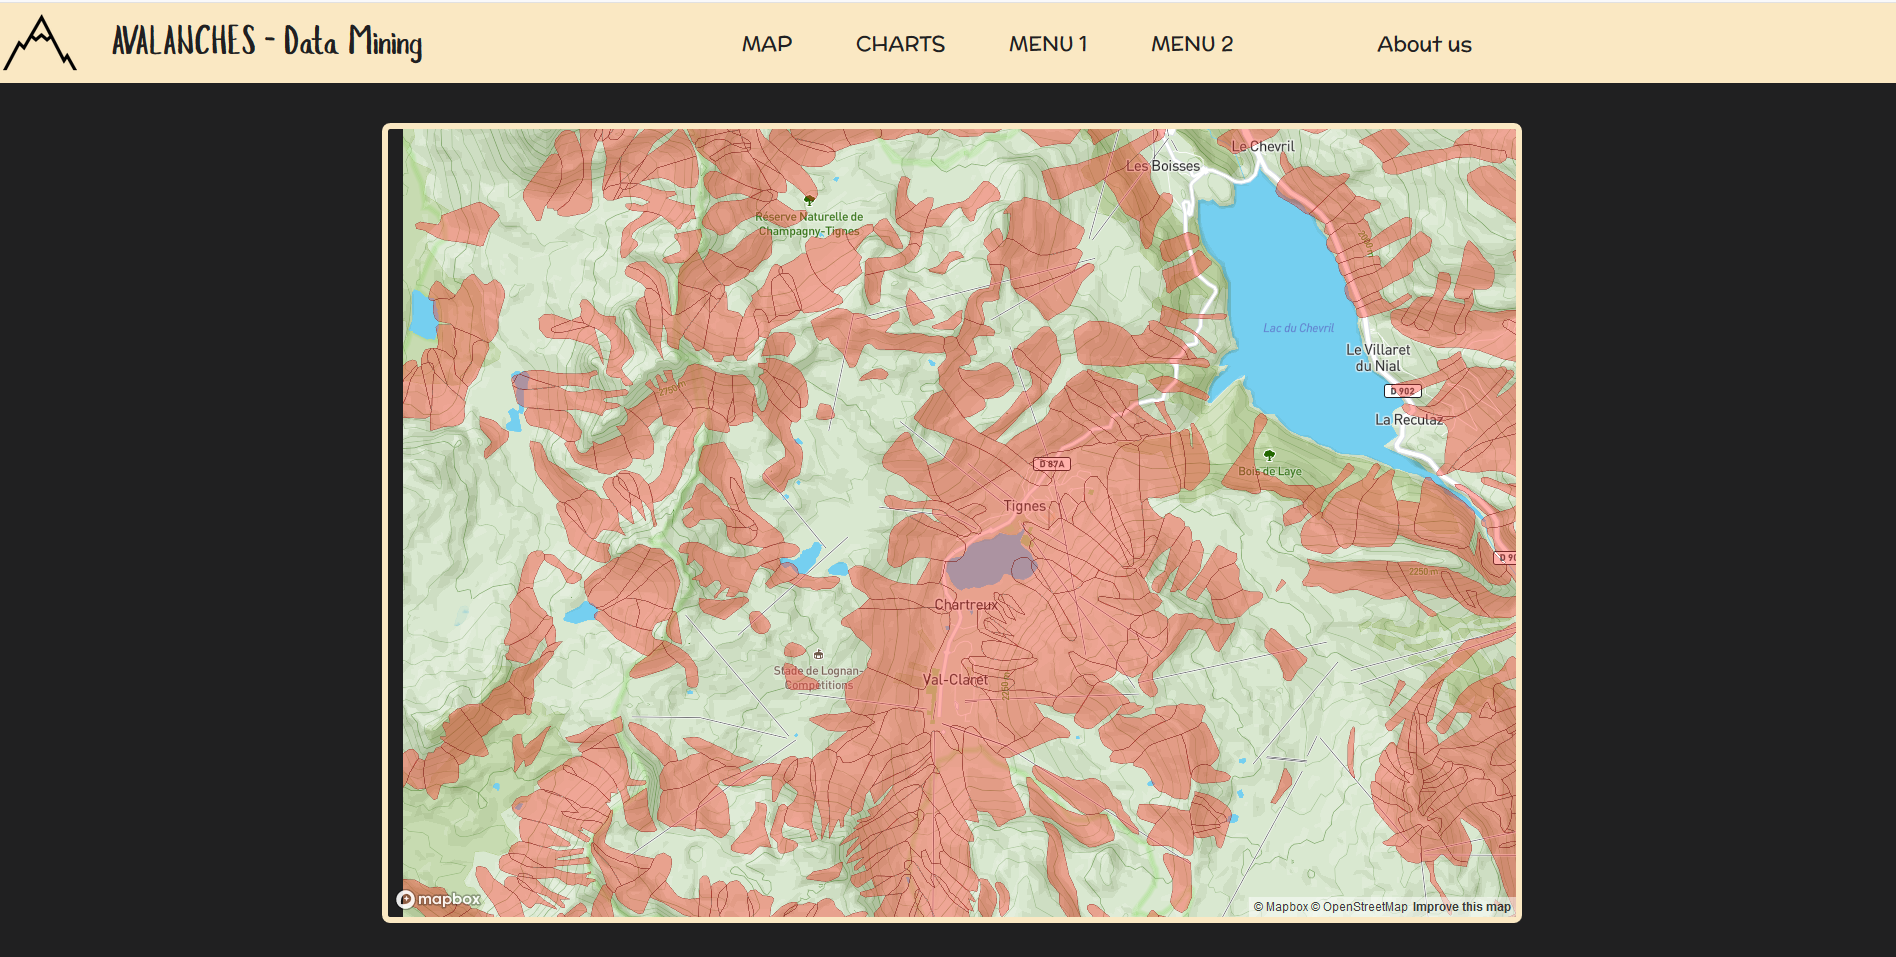 AVALANCHES - Data Mining
MAP
CHARTS
MENU 1
MENU 2
About us
Le Chevril
Les Boisses
Réserve Naturelle de
Champagny-Tignes
Lac du Chevril
Le Villaret
du Nial
2750 m
D 902
La Reculaz
D 87A
Bois de Laye
Tignes
D 90
2250 m
Chartreux
Stade de Lognan-
Compétitions
Val-Claret
2250 m
mapbox
© Mapbox © OpenStreetMap Improve this map